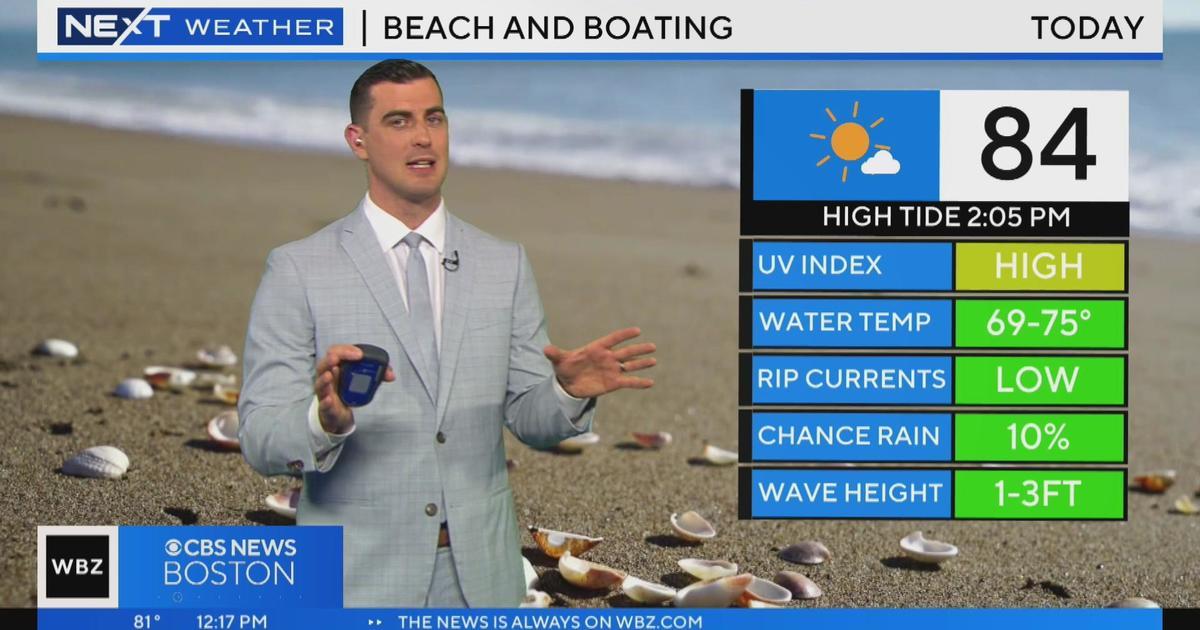 NEXT WEATHER | BEACH AND BOATING
TODAY
84
HIGH TIDE 2:05 PM
UV INDEX HIGH
WATER TEMP 69-75°
RIP CURRENTS LOW
CHANCE RAIN 10%
WAVE HEIGHT 1-3FT
WBZ
CBS NEWS
BOSTON
81° 12:17 PM THE NEWS IS ALWAYS ON WBZ.COM